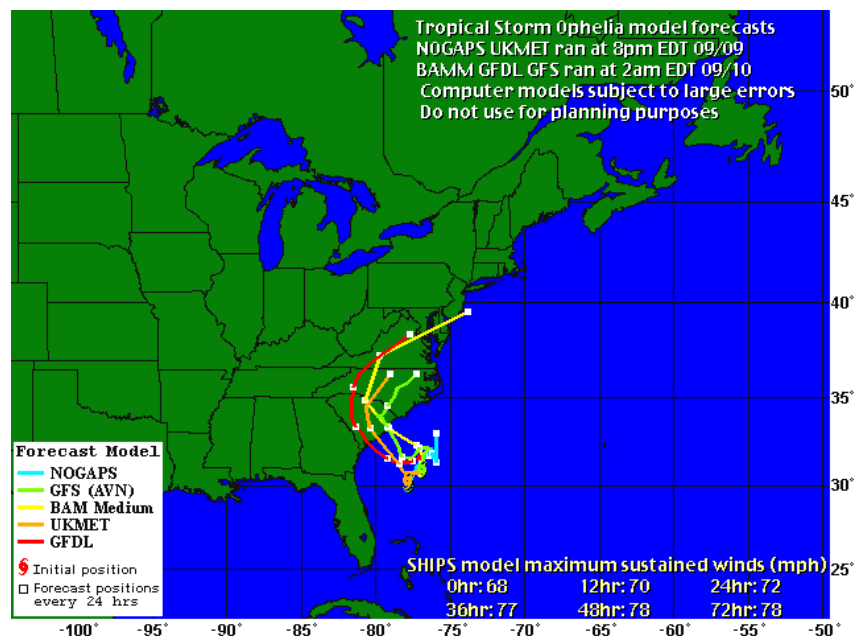 Tropical Storm Ophelia model forecasts
NOGAPS UKMET ran at 8pm EDT 09/09
BAMM GFDL GFS ran at 2am EDT 09/10
Computer models subject to large errors
Do not use for planning purposes
50°
45°
40°
35°
30°
25°
Forecast Model
NOGAPS
GFS (AVN)
BAM Medium
UKMET
GFDL
Initial position
Forecast positions
every 24 hrs
SHIPS model maximum sustained winds (mph)
0hr: 68 12hr: 70 24hr: 72
36hr: 77 48hr: 78 72hr: 78
-100° -95° -90° -85° -80° -75° -70° -65° -60° -55° -50°